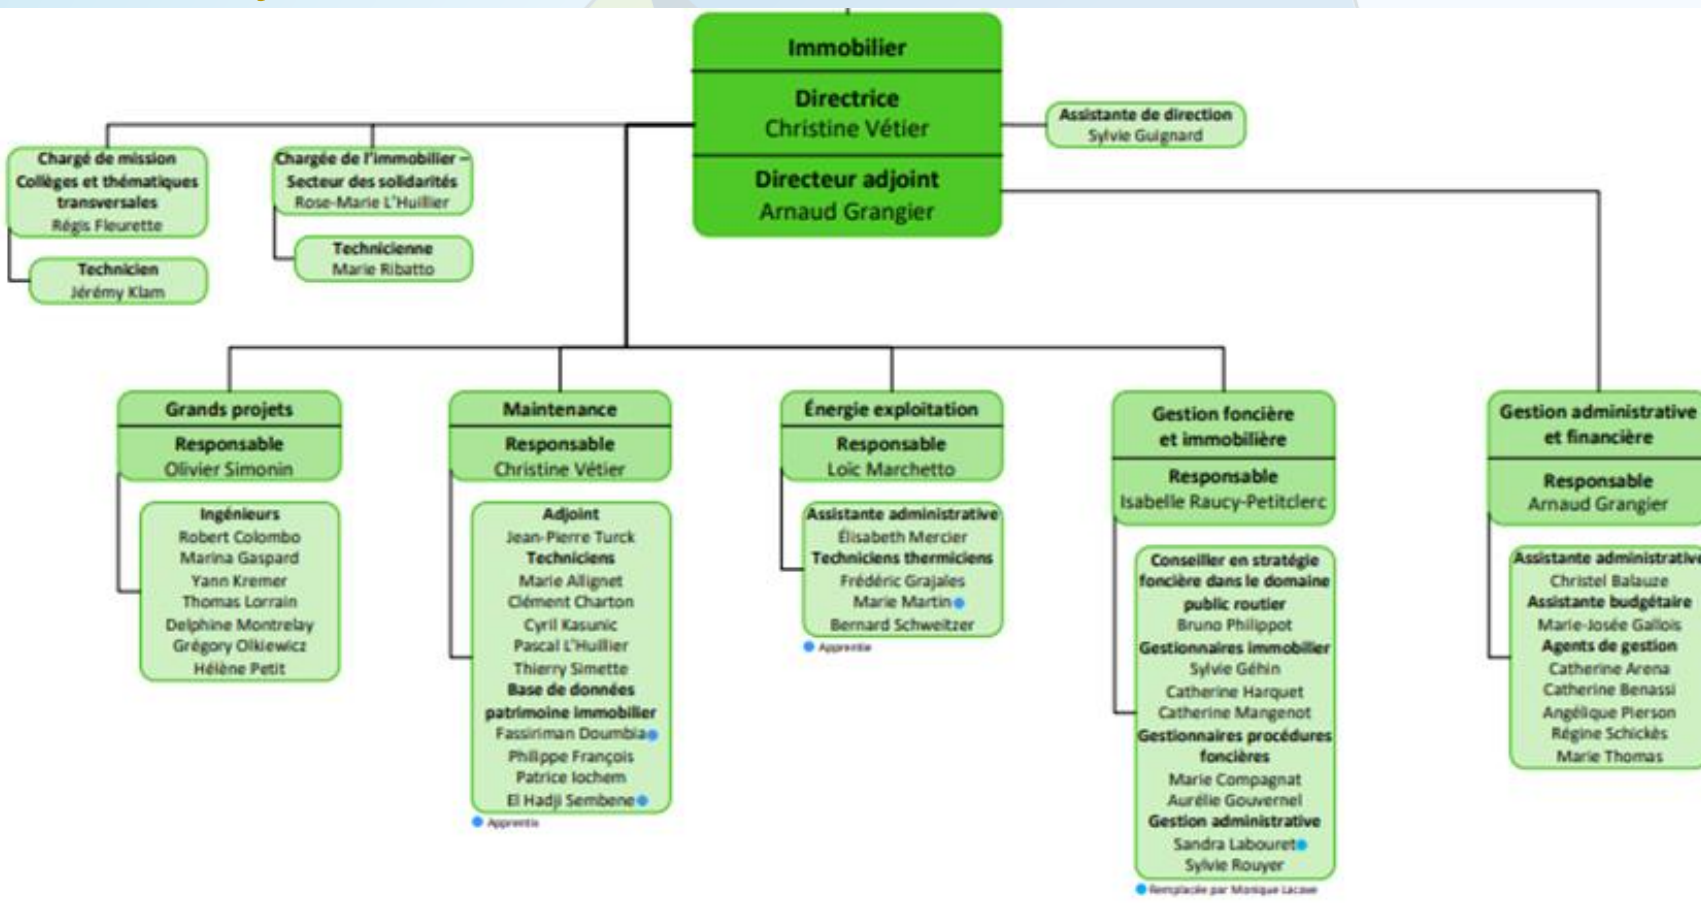 Immobilier
Directrice
Christine Vétier
Directeur adjoint
Arnaud Grangier
Assistante de direction
Sylvie Guignard
Chargé de mission
Collèges et thématiques
transversales
Régis Fleurette
Technicien
Jérémy Klam
Chargée de l'immobilier –
Secteur des solidarités
Rose-Marie L'Huillier
Technicienne
Marie Ribatto
Grands projets
Responsable
Olivier Simonin
Ingénieurs
Robert Colombo
Marina Gaspard
Yann Kremer
Thomas Lorrain
Delphine Montrelay
Grégory Olkiewicz
Hélène Petit
Maintenance
Responsable
Christine Vétier
Adjoint
Jean-Pierre Turck
Techniciens
Marie Allignet
Clément Charton
Cyril Kasunic
Pascal L'Huillier
Thierry Simette
Base de données
patrimoine immobilier
Fassiriman Doumbia
Philippe François
Patrice Iochem
El Hadji Sembene
Apprentis
Énergie exploitation
Responsable
Loïc Marchetto
Assistante administrative
Élisabeth Mercier
Techniciens thermiciens
Frédéric Grajales
Marie Martin
Bernard Schweitzer
Apprentie
Gestion foncière
et immobilière
Responsable
Isabelle Raucy-Petitclerc
Conseiller en stratégie
foncière dans le domaine
public routier
Bruno Philippot
Gestionnaires immobilier
Sylvie Géhin
Catherine Harquet
Catherine Mangenot
Gestionnaires procédures
foncières
Marie Compagnat
Aurélie Gouvernel
Gestion administrative
Sandra Labouret
Sylvie Rouyer
Remplacée par Monique Lacave
Gestion administrative
et financière
Responsable
Arnaud Grangier
Assistante administrative
Christel Balauze
Assistante budgétaire
Marie-Josée Gallois
Agents de gestion
Catherine Arena
Catherine Benassi
Angélique Pierson
Régine Schickès
Marie Thomas